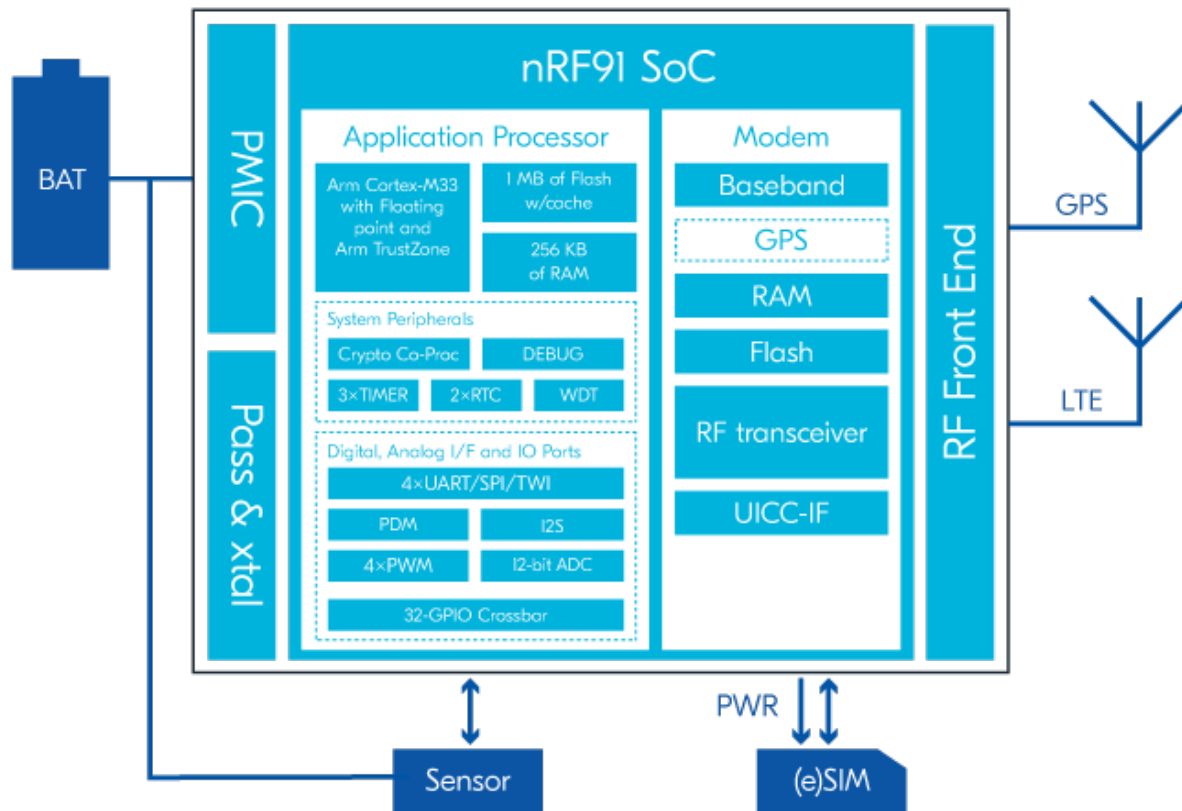 nRF91 SoC
BAT
PMIC
Pass & xtal
Application Processor
Arm Cortex-M33
with Floating
point and
Arm TrustZone
1 MB of Flash
w/cache
256 KB
of RAM
System Peripherals
Crypto Co-Proc
DEBUG
3×TIMER
2×RTC
WDT
Digital, Analog I/F and IO Ports
4×UART/SPI/TWI
PDM
I2S
4×PWM
12-bit ADC
32-GPIO Crossbar
Modem
Baseband
GPS
RAM
Flash
RF transceiver
UICC-IF
RF Front End
GPS
LTE
PWR
Sensor
(e)SIM